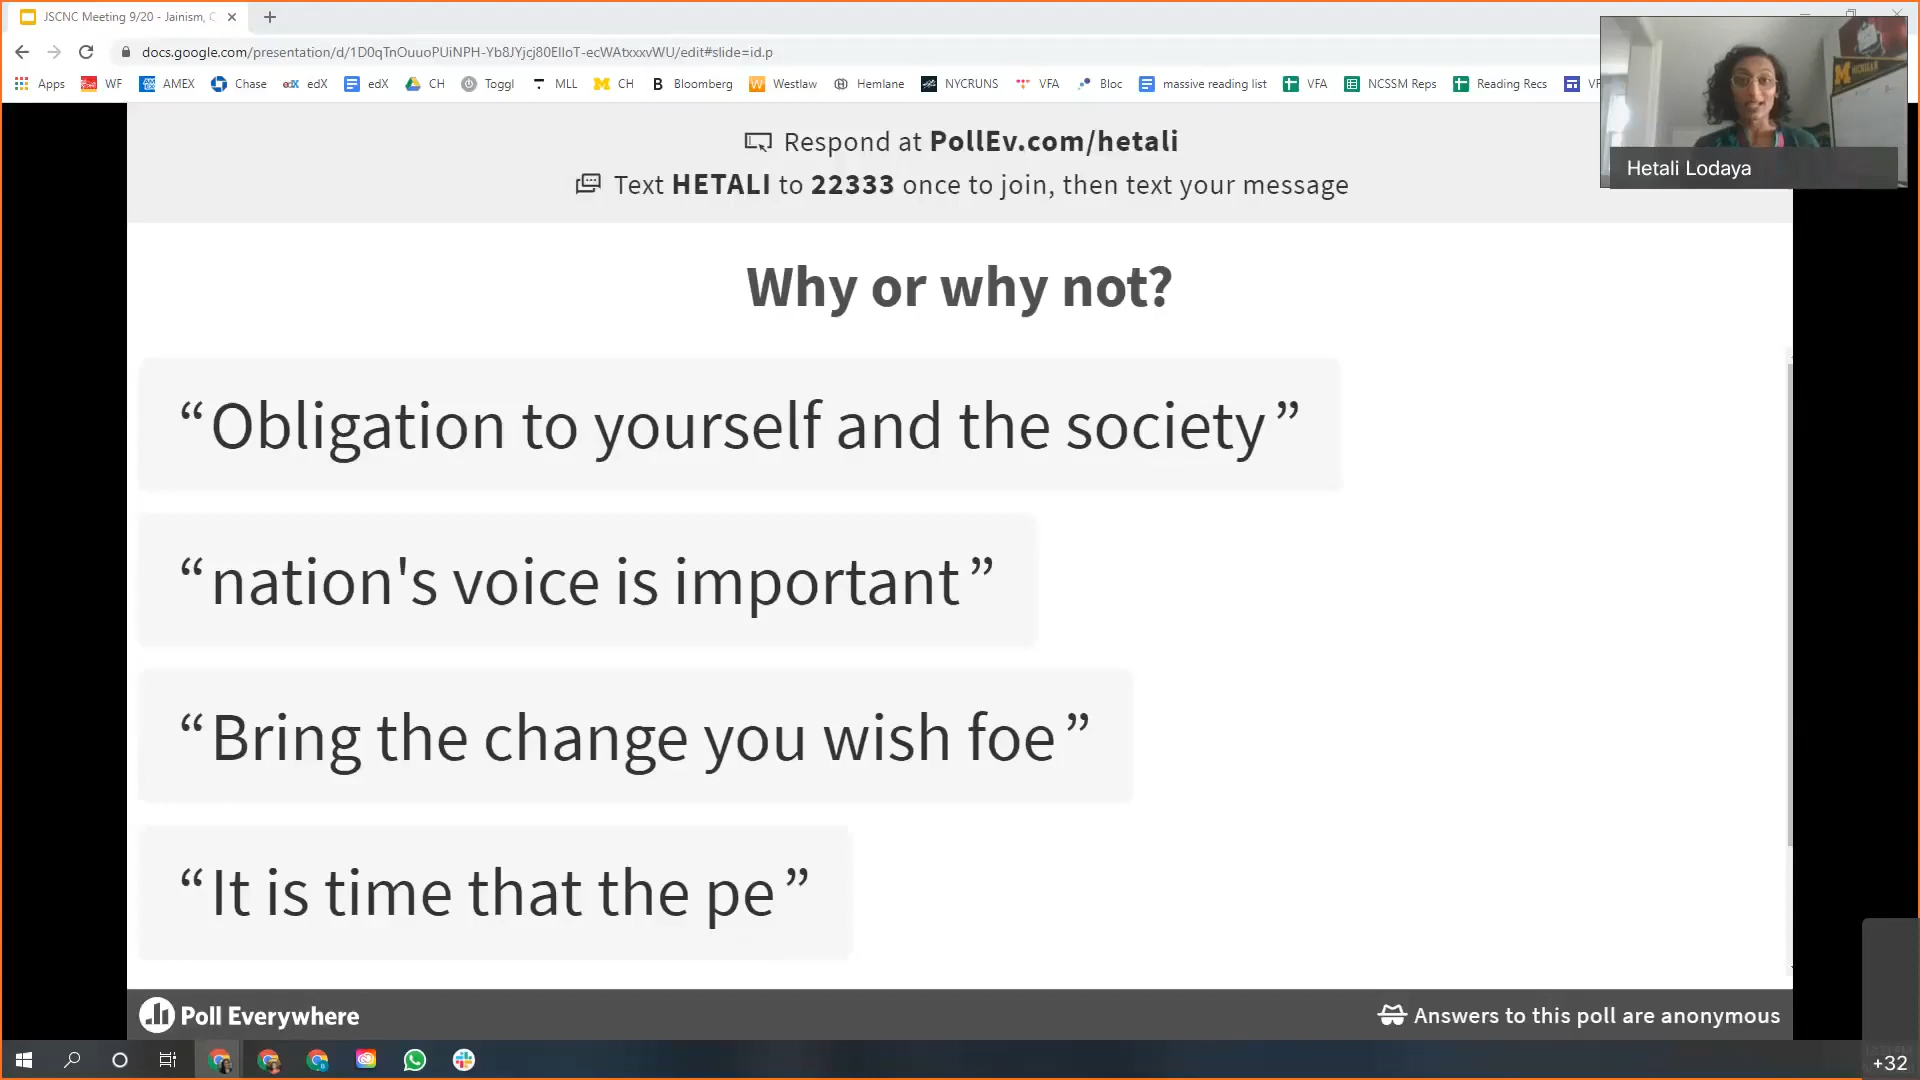 JSCNC Meeting 9/20 - Jainism, C
docs.google.com/presentation/d/1D0qTnOuuoPUiNPH-Yb8JYjcj80EIIoT-ecWAtxxxvWU/edit#slide=id.p
Apps WF AMEX Chase edX edX CH Toggl MLL CH Bloomberg Westlaw Hemlane NYCRUNS VFA Bloc massive reading list VFA NCSSM Reps Reading Recs VF
Hetali Lodaya
Respond at PollEv.com/hetali
Text HETALI to 22333 once to join, then text your message
Why or why not?
“Obligation to yourself and the society”
“nation's voice is important”
“Bring the change you wish foe”
“It is time that the pe”
Poll Everywhere
Answers to this poll are anonymous
+32